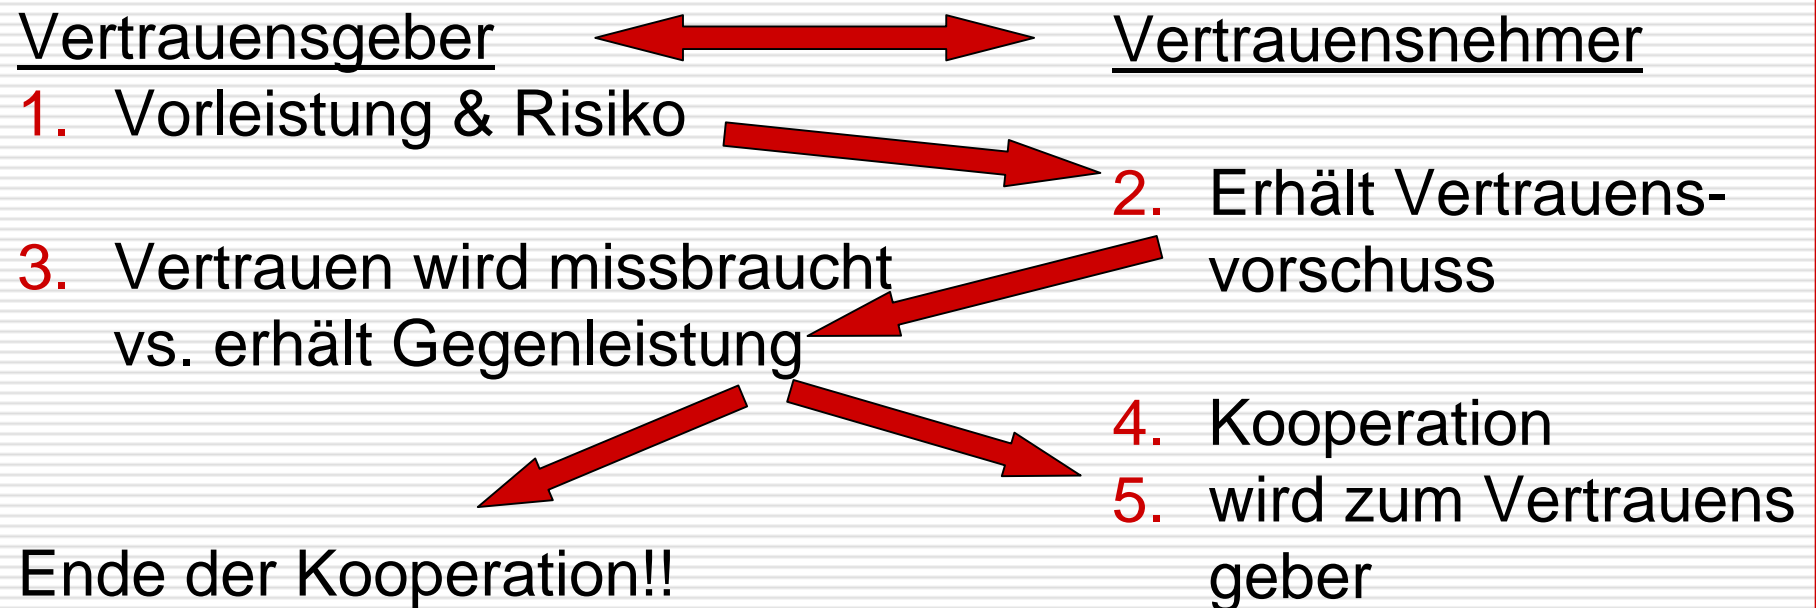 Vertrauensgeber
Vertrauensnehmer
1. Vorleistung & Risiko
2. Erhält Vertrauens-
vorschuss
3. Vertrauen wird missbraucht
vs. erhält Gegenleistung
4. Kooperation
5. wird zum Vertrauens
geber
Ende der Kooperation!!